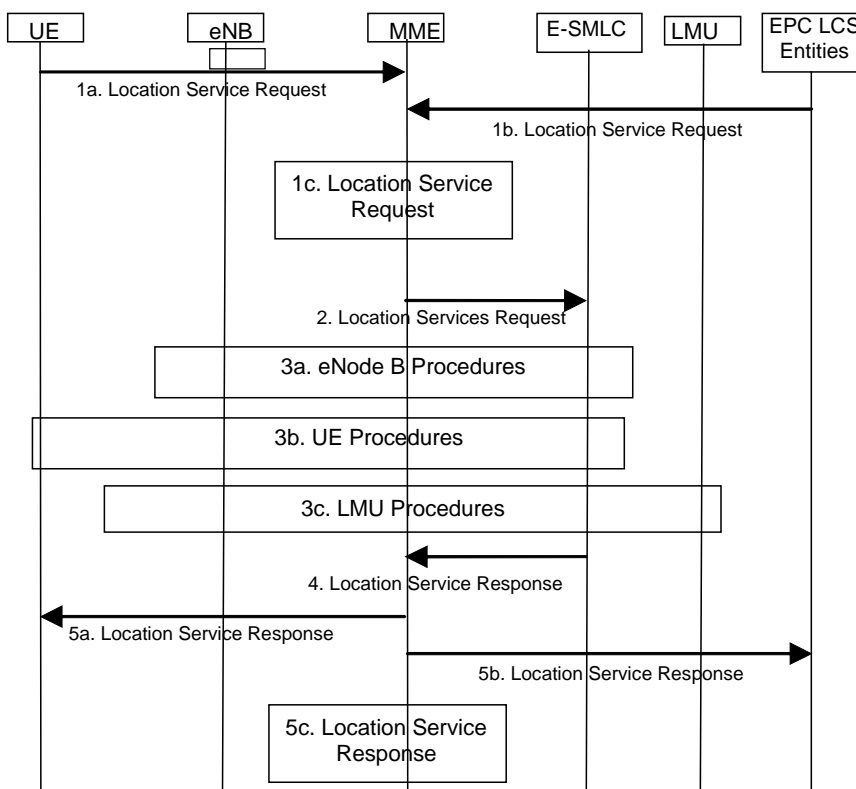 UE
eNB
MME
E-SMLC
LMU
EPC LCS
Entities
1a. Location Service Request
1b. Location Service Request
1c. Location Service
Request
2. Location Services Request
3a. eNode B Procedures
3b. UE Procedures
3c. LMU Procedures
4. Location Service Response
5a. Location Service Response
5b. Location Service Response
5c. Location Service
Response